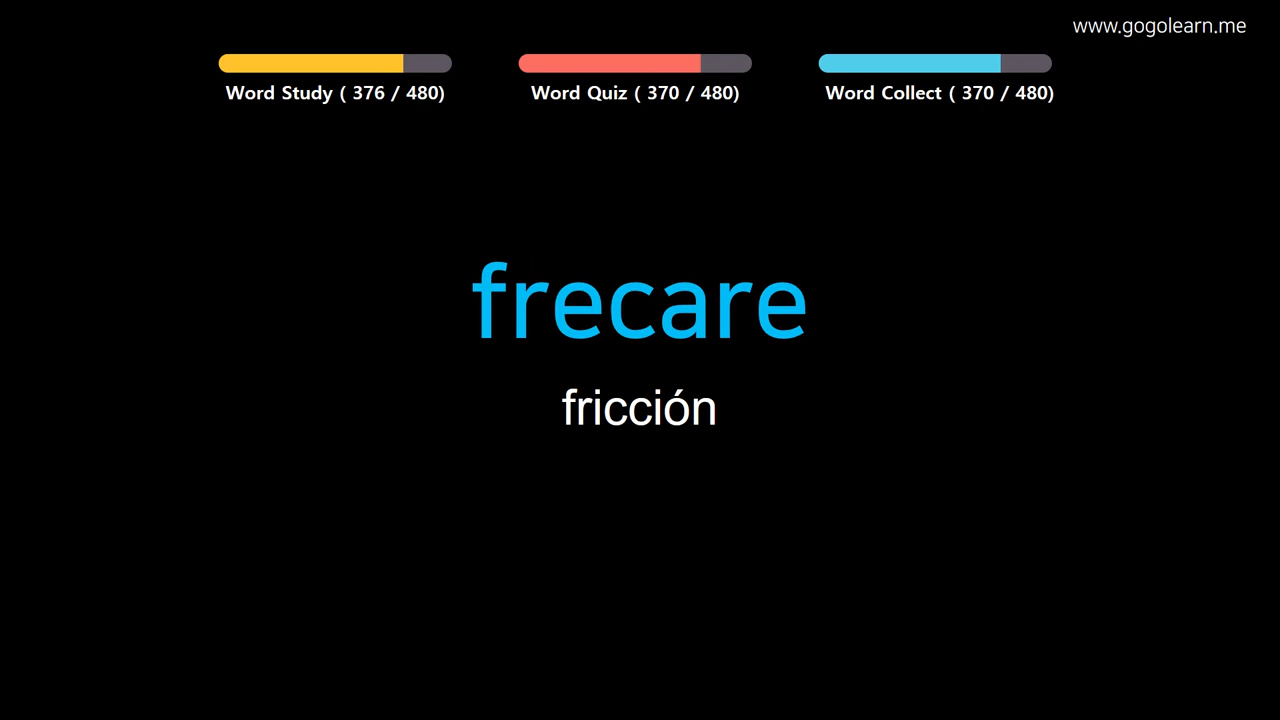 www.gogolearn.me
Word Study ( 376 / 480)
Word Quiz ( 370 / 480)
Word Collect ( 370 / 480)
frecare
fricción